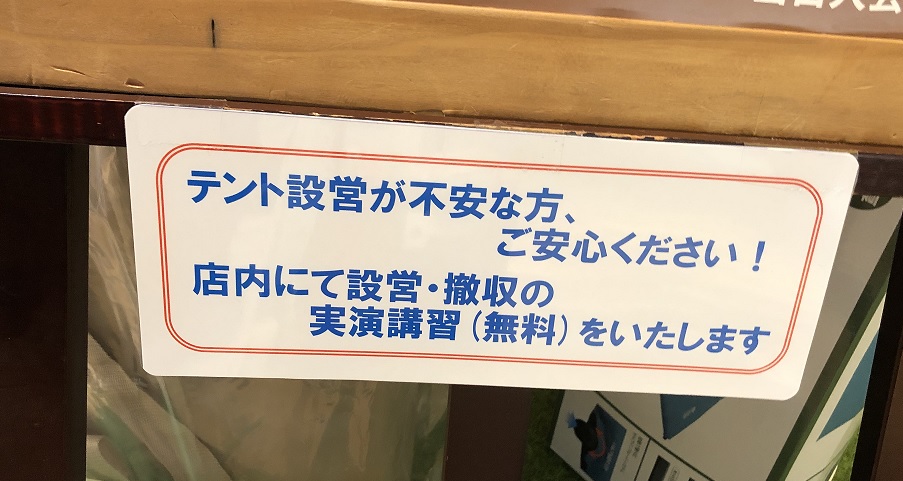 テント設営が不安な方、
ご安心ください！
店内にて設営・撤収の
実演講習（無料）をいたします